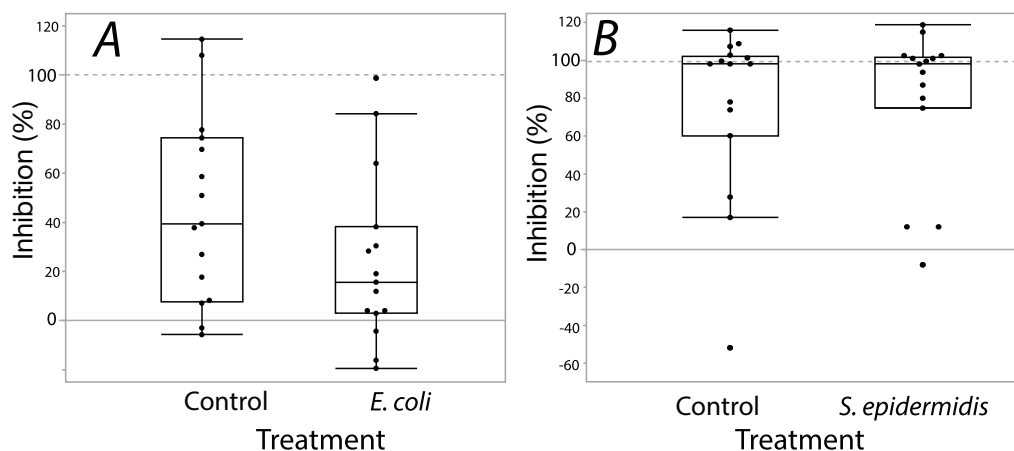 A
120
100
80
60
40
20
0
Inhibition (%)
Control
E. coli
Treatment
B
120
100
80
60
40
20
0
-20
-40
-60
Inhibition (%)
Control
S. epidermidis
Treatment